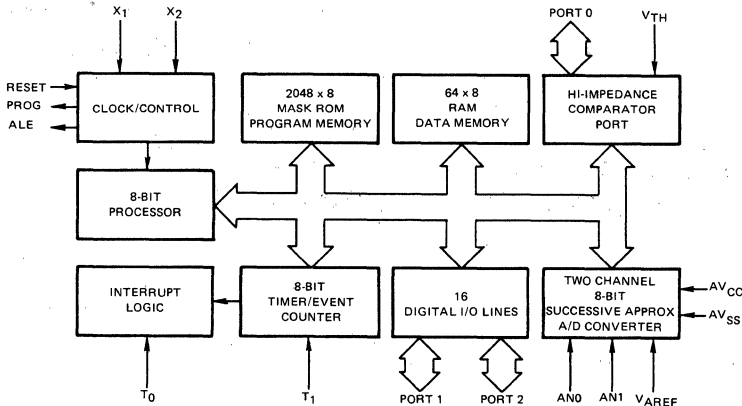 X1
X2
PORT 0
VTH
RESET
PROG
ALE
CLOCK/CONTROL
2048 x 8
MASK ROM
PROGRAM MEMORY
64 x 8
RAM
DATA MEMORY
HI-IMPEDANCE
COMPARATOR
PORT
8-BIT
PROCESSOR
INTERRUPT
LOGIC
8-BIT
TIMER/EVENT
COUNTER
16
DIGITAL I/O LINES
TWO CHANNEL
8-BIT
SUCCESSIVE APPROX
A/D CONVERTER
AVCC
AVSS
T0
T1
PORT 1
PORT 2
AN0
AN1
VAREF